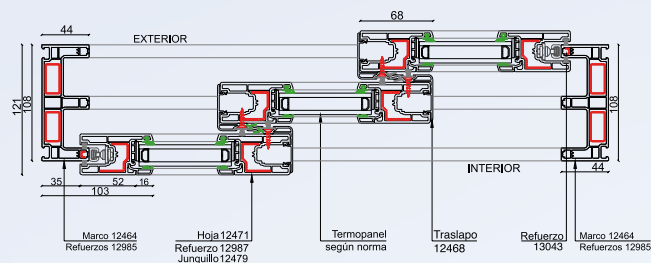 68
44
EXTERIOR
121
108
108
INTERIOR
44
35
52
16
103
Marco 12464
Refuerzos 12985
Hoja 12471
Refuerzo 12987
Junquillo 12479
Termopanel
según norma
Traslapo
12468
Refuerzo
13043
Marco 12464
Refuerzos 12985